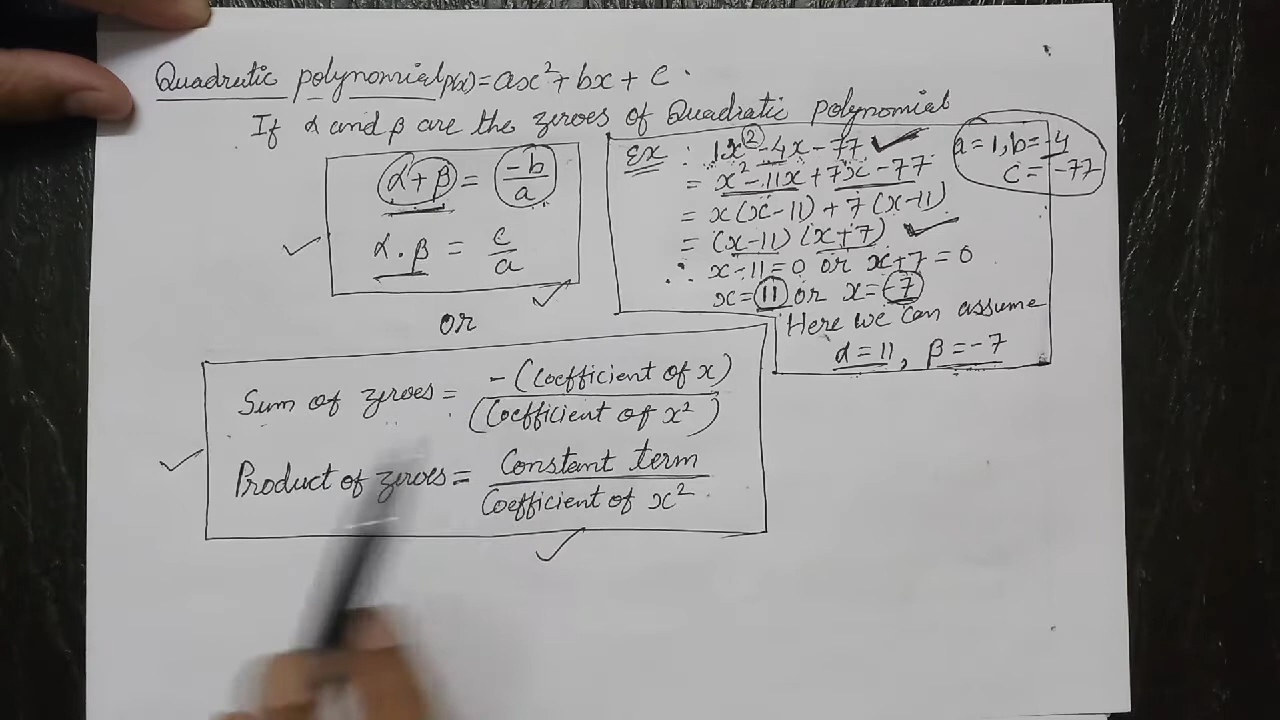 Quadratic polynomial p(x) = ax²+ bx + c .
If α and β are the zeroes of Quadratic polynomial
α+β = -b/a
α.β = c/a
or
Sum of zeroes = -(Coefficient of x)/(Coefficient of x²)
Product of zeroes = Constant term/Coefficient of x²
Ex : 1x² - 4x - 77
= x² - 11x + 7x - 77
= x(x-11) + 7(x-11)
= (x-11) (x+7)
∴ x-11=0 or x+7=0
x=11 or x=-7
Here we can assume
α=11, β=-7
a=1, b=-4
c=-77